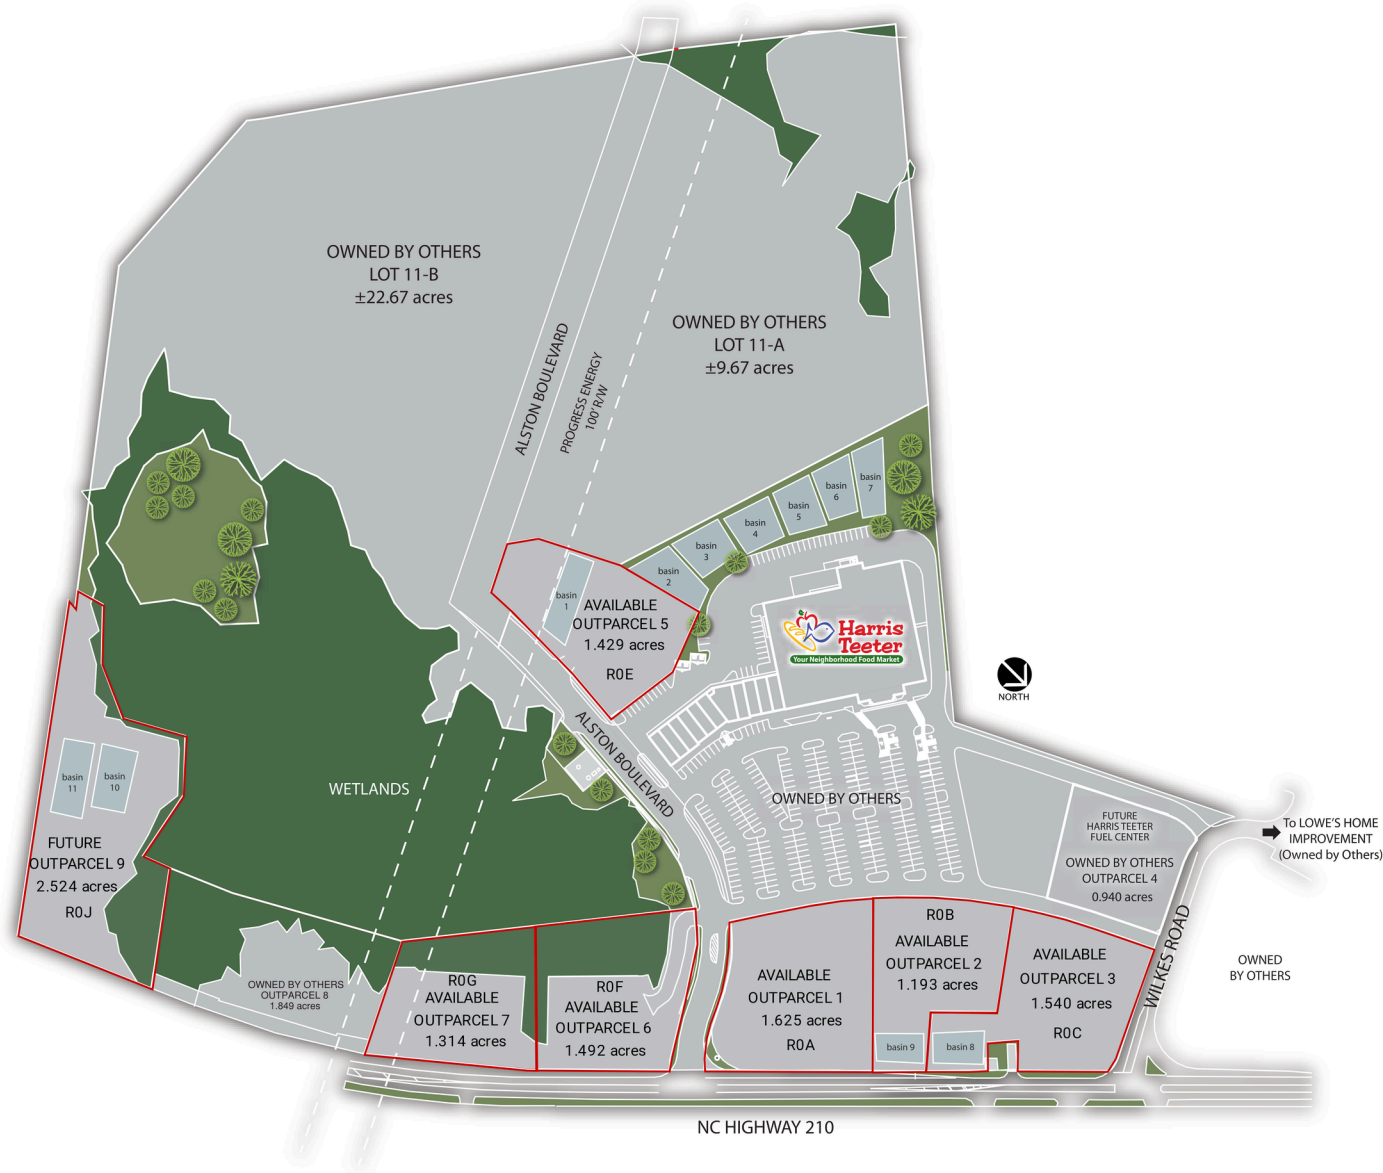 OWNED BY OTHERS
LOT 11-B
±22.67 acres
OWNED BY OTHERS
LOT 11-A
±9.67 acres
ALSTON BOULEVARD
PROGRESS ENERGY
100' R/W
basin
7
basin
6
basin
5
basin
4
basin
3
basin
2
basin
1
AVAILABLE
OUTPARCEL 5
1.429 acres
R0E
Harris
Teeter
Your Neighborhood Food Market
NORTH
ALSTON BOULEVARD
WETLANDS
OWNED BY OTHERS
basin
11
basin
10
FUTURE
OUTPARCEL 9
2.524 acres
R0J
FUTURE
HARRIS TEETER
FUEL CENTER
OWNED BY OTHERS
OUTPARCEL 4
0.940 acres
To LOWE'S HOME
IMPROVEMENT
(Owned by Others)
WILKES ROAD
OWNED
BY OTHERS
OWNED BY OTHERS
OUTPARCEL 8
1.849 acres
R0G
AVAILABLE
OUTPARCEL 7
1.314 acres
R0F
AVAILABLE
OUTPARCEL 6
1.492 acres
AVAILABLE
OUTPARCEL 1
1.625 acres
R0A
R0B
AVAILABLE
OUTPARCEL 2
1.193 acres
basin 9
basin 8
AVAILABLE
OUTPARCEL 3
1.540 acres
R0C
NC HIGHWAY 210